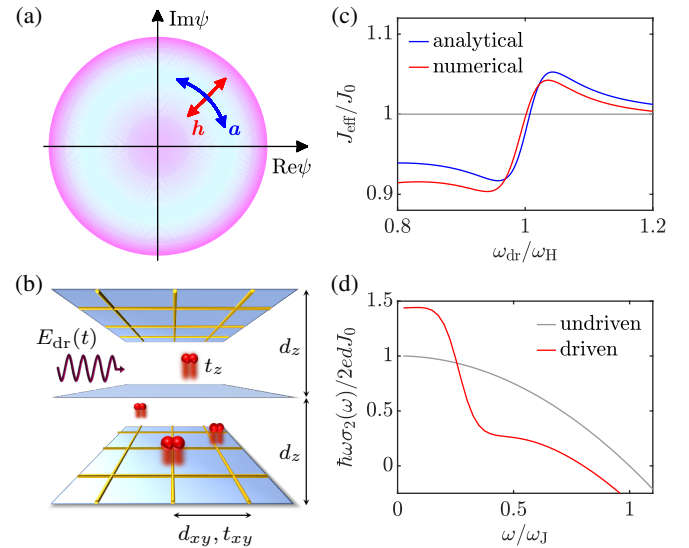 (a)
Imψ
h
a
Reψ
(b)
E_dr(t)
t_z
d_z
d_z
d_xy, t_xy
(c)
J_eff/J_0
1.1
1
0.9
analytical
numerical
0.8
1
1.2
ω_dr/ω_H
(d)
ħωσ_2(ω)/2edJ_0
1.5
1
0.5
0
undriven
driven
0
0.5
1
ω/ω_J